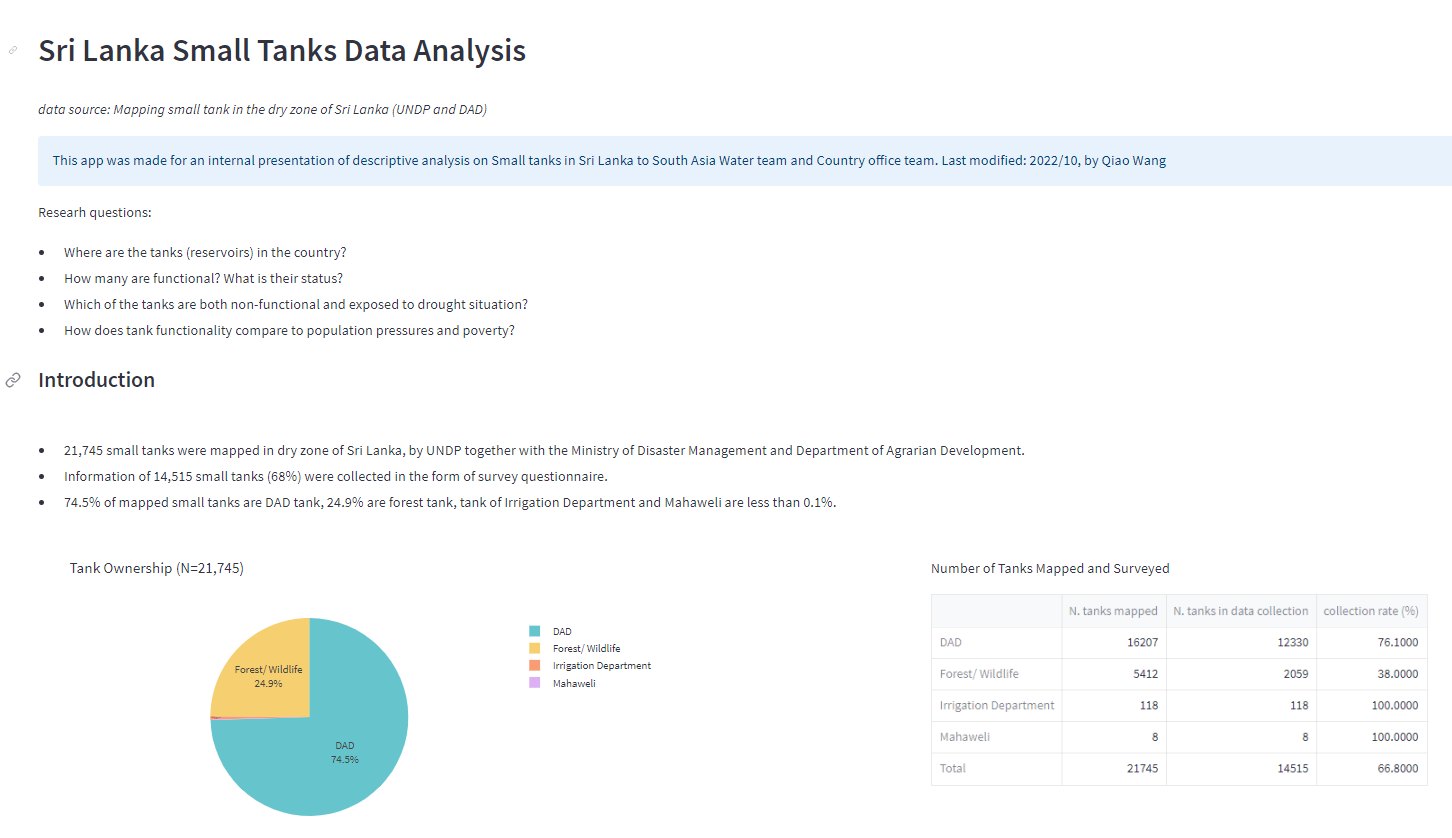 Sri Lanka Small Tanks Data Analysis
data source: Mapping small tank in the dry zone of Sri Lanka (UNDP and DAD)
This app was made for an internal presentation of descriptive analysis on Small tanks in Sri Lanka to South Asia Water team and Country office team. Last modified: 2022/10, by Qiao Wang
Researh questions:
• Where are the tanks (reservoirs) in the country?
• How many are functional? What is their status?
• Which of the tanks are both non-functional and exposed to drought situation?
• How does tank functionality compare to population pressures and poverty?
Introduction
• 21,745 small tanks were mapped in dry zone of Sri Lanka, by UNDP together with the Ministry of Disaster Management and Department of Agrarian Development.
• Information of 14,515 small tanks (68%) were collected in the form of survey questionnaire.
• 74.5% of mapped small tanks are DAD tank, 24.9% are forest tank, tank of Irrigation Department and Mahaweli are less than 0.1%.
Tank Ownership (N=21,745)
Forest/ Wildlife
24.9%
DAD
74.5%
DAD
Forest/ Wildlife
Irrigation Department
Mahaweli
Number of Tanks Mapped and Surveyed
N. tanks mapped N. tanks in data collection collection rate (%)
DAD 16207 12330 76.1000
Forest/ Wildlife 5412 2059 38.0000
Irrigation Department 118 118 100.0000
Mahaweli 8 8 100.0000
Total 21745 14515 66.8000